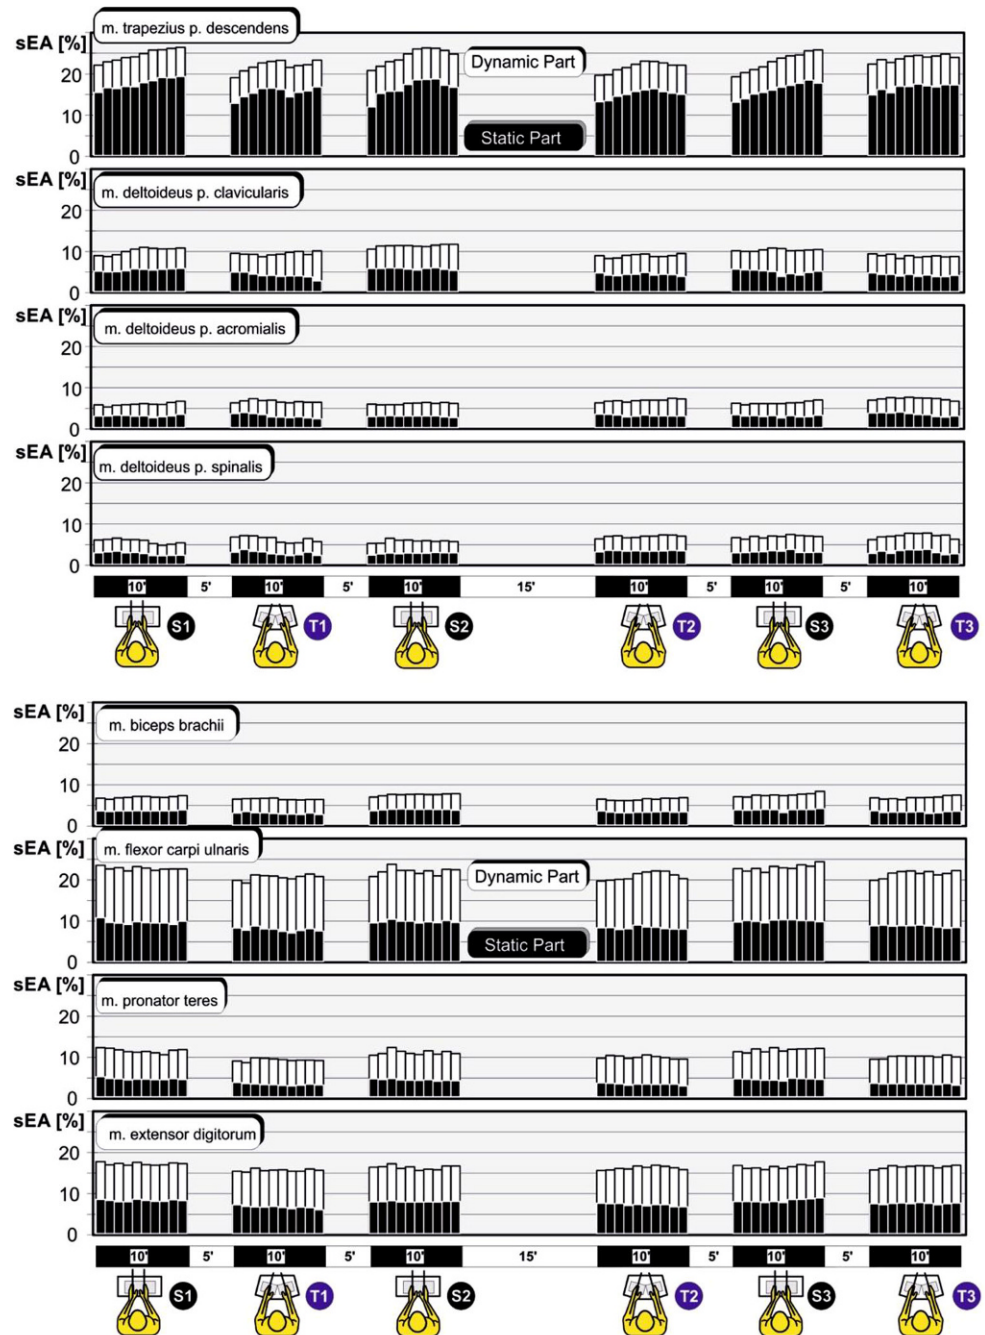 m. trapezius p. descendens
sEA [%]
20
10
0
Dynamic Part
Static Part
sEA [%]
m. deltoideus p. clavicularis
20
10
0
sEA [%]
m. deltoideus p. acromialis
20
10
0
sEA [%]
m. deltoideus p. spinalis
20
10
0
10' 5' 10' 5' 10' 15' 10' 5' 10' 5' 10'
S1 T1 S2 T2 S3 T3
sEA [%]
m. biceps brachii
20
10
0
sEA [%]
m. flexor carpi ulnaris
20
10
0
Dynamic Part
Static Part
sEA [%]
m. pronator teres
20
10
0
sEA [%]
m. extensor digitorum
20
10
0
10' 5' 10' 5' 10' 15' 10' 5' 10' 5' 10'
S1 T1 S2 T2 S3 T3